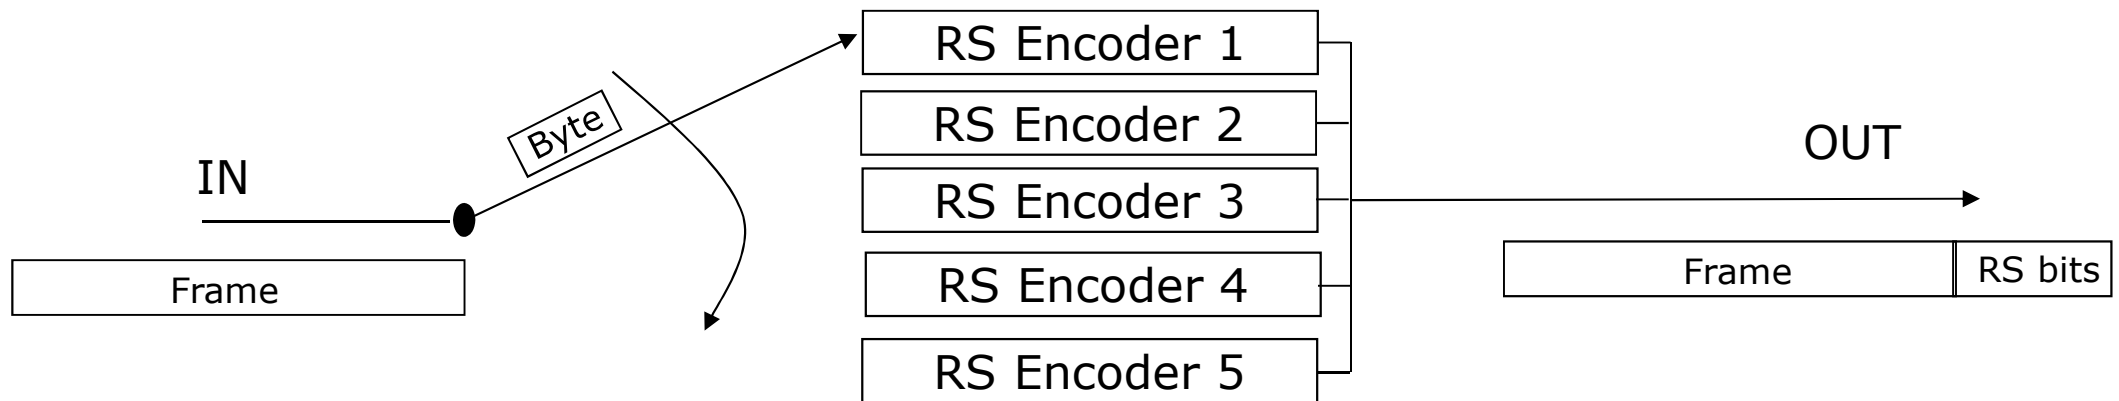 IN
Frame
Byte
RS Encoder 1
RS Encoder 2
RS Encoder 3
RS Encoder 4
RS Encoder 5
OUT
Frame
RS bits